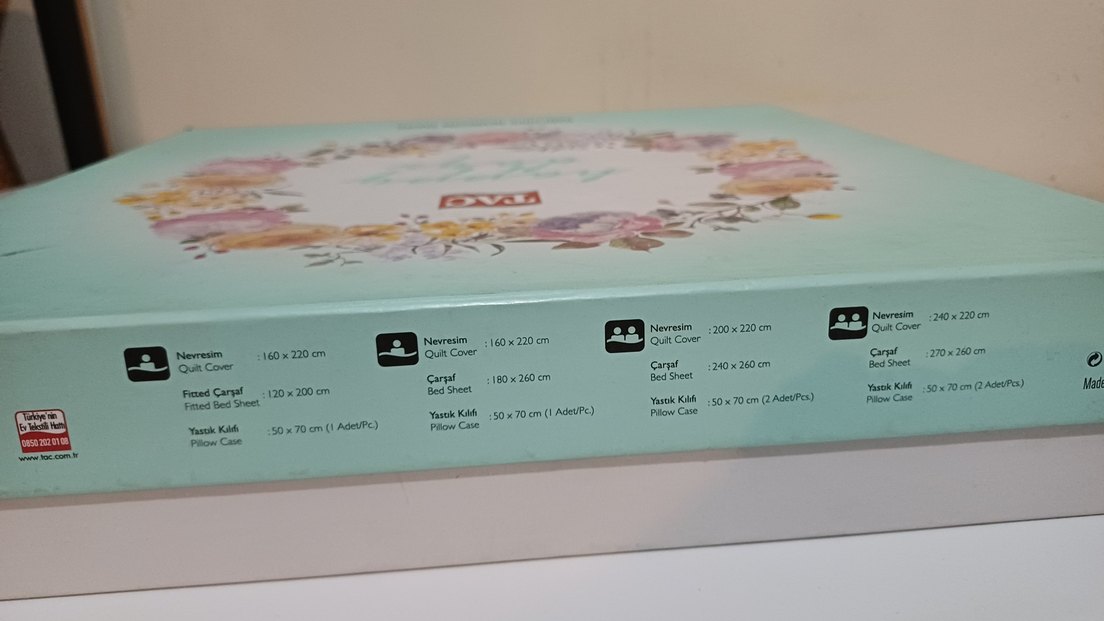 TAÇ
Türkiye'nin
Ev Tekstili Hattı
0850 202 01 08
www.tac.com.tr
Nevresim
Quilt Cover : 160 x 220 cm
Fitted Çarşaf
Fitted Bed Sheet : 120 x 200 cm
Yastık Kılıfı
Pillow Case : 50 x 70 cm (1 Adet/Pc.)
Nevresim
Quilt Cover : 160 x 220 cm
Çarşaf
Bed Sheet : 180 x 260 cm
Yastık Kılıfı
Pillow Case : 50 x 70 cm (1 Adet/Pc.)
Nevresim
Quilt Cover : 200 x 220 cm
Çarşaf
Bed Sheet : 240 x 260 cm
Yastık Kılıfı
Pillow Case : 50 x 70 cm (2 Adet/Pcs.)
Nevresim
Quilt Cover : 240 x 220 cm
Çarşaf
Bed Sheet : 270 x 260 cm
Yastık Kılıfı
Pillow Case : 50 x 70 cm (2 Adet/Pcs.)
Made